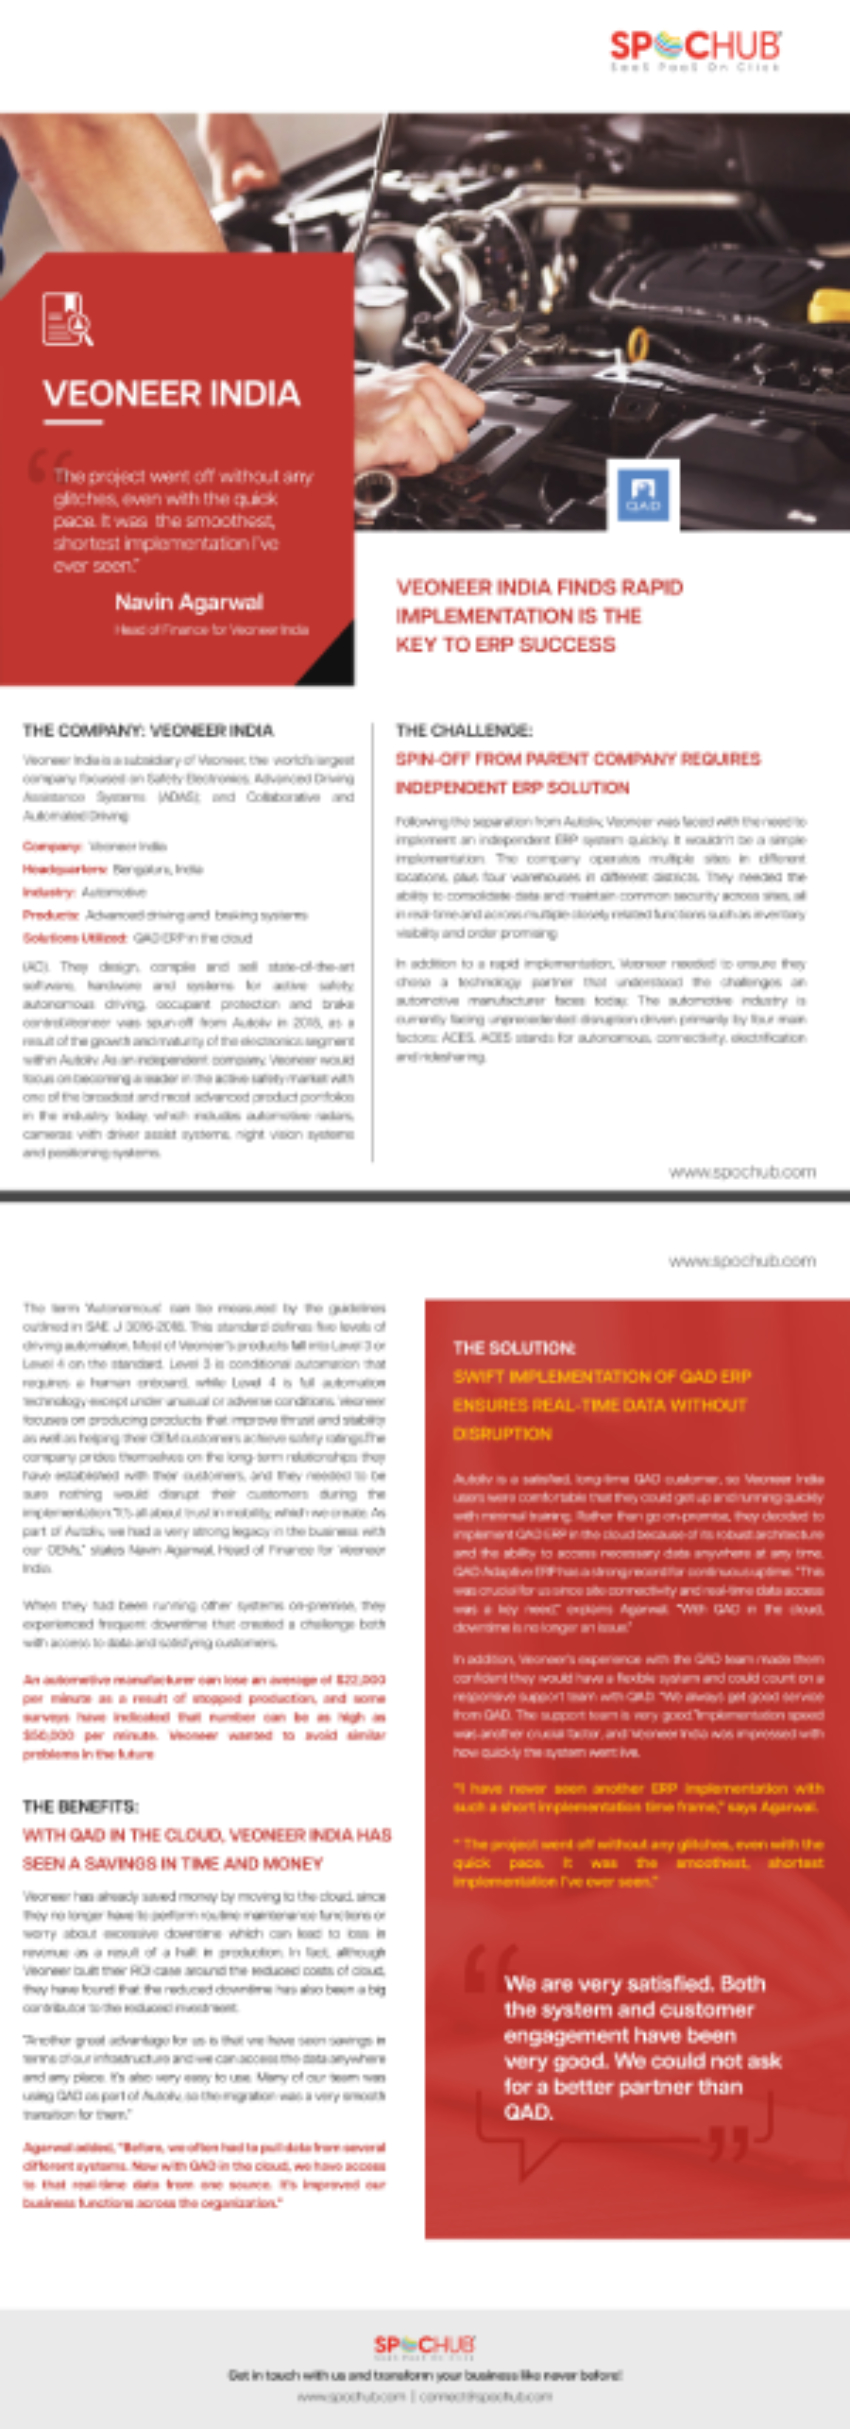 SPOCHUB
SaaS PaaS On Click
VEONEER INDIA
“The project went off without any
glitches, even with the quick
pace. It was the smoothest,
shortest implementation I've
ever seen.”
Navin Agarwal
Head of Finance for Veoneer India
QAD
VEONEER INDIA FINDS RAPID
IMPLEMENTATION IS THE
KEY TO ERP SUCCESS
THE COMPANY: VEONEER INDIA
Veoneer India is a subsidiary of Veoneer, the world's largest
company focused on Safety Electronics, Advanced Driving
Assistance Systems (ADAS); and Collaborative and
Automated Driving
Company: Veoneer India
Headquarters: Bengaluru, India
Industry: Automotive
Products: Advanced driving and braking systems
Solutions Utilized: QAD ERP in the cloud
(AC). They design, compile and sell state-of-the-art
software, hardware and systems for active safety,
autonomous driving, occupant protection and brake
control.Veoneer was spun-off from Autoliv in 2018, as a
result of the growth and maturity of the electronics segment
within Autoliv. As an independent company, Veoneer would
focus on becoming a leader in the active safety market with
one of the broadest and most advanced product portfolios
in the industry today, which includes automotive radars,
cameras with driver assist systems, night vision systems
and positioning systems.
THE CHALLENGE:
SPIN-OFF FROM PARENT COMPANY REQUIRES
INDEPENDENT ERP SOLUTION
Following the separation from Autoliv, Veoneer was faced with the need to
implement an independent ERP system quickly. It wouldn't be a simple
implementation. The company operates multiple sites in different
locations, plus four warehouses in different districts. They needed the
ability to consolidate data and maintain common security across sites, all
in real-time and across multiple closely related functions such as inventory
visibility and order promising.
In addition to a rapid implementation, Veoneer needed to ensure they
chose a technology partner that understood the challenges an
automotive manufacturer faces today. The automotive industry is
currently facing unprecedented disruption driven primarily by four main
factors: ACES. ACES stands for autonomous, connectivity, electrification
and ridesharing.
www.spochub.com
www.spochub.com
The term 'Autonomous' can be measured by the guidelines
outlined in SAE J 3016-2018. This standard defines five levels of
driving automation. Most of Veoneer's products fall into Level 3 or
Level 4 on the standard. Level 3 is conditional automation that
requires a human onboard, while Level 4 is full automation
technology except under unusual or adverse conditions. Veoneer
focuses on producing products that improve thrust and stability
as well as helping their OEM customers achieve safety ratings.The
company prides themselves on the long-term relationships they
have established with their customers, and they needed to be
sure nothing would disrupt their customers during the
implementation."It's all about trust in mobility, which we create. As
part of Autoliv, we had a very strong legacy in the business with
our OEMs," states Navin Agarwal, Head of Finance for Veoneer
India.
When they had been running other systems on-premise, they
experienced frequent downtime that created a challenge both
with access to data and satisfying customers.
An automotive manufacturer can lose an average of $22,000
per minute as a result of stopped production, and some
surveys have indicated that number can be as high as
$50,000 per minute. Veoneer wanted to avoid similar
problems in the future
THE BENEFITS:
WITH QAD IN THE CLOUD, VEONEER INDIA HAS
SEEN A SAVINGS IN TIME AND MONEY
Veoneer has already saved money by moving to the cloud, since
they no longer have to perform routine maintenance functions or
worry about excessive downtime which can lead to loss in
revenue as a result of a halt in production. In fact, although
Veoneer built their ROI case around the reduced costs of cloud,
they have found that the reduced downtime has also been a big
contributor to the reduced investment.
"Another great advantage for us is that we have seen savings in
terms of our infrastructure and we can access the data anywhere
and any place. It's also very easy to use. Many of our team was
using QAD as part of Autoliv, so the migration was a very smooth
transition for them."
Agarwal added, "Before, we often had to pull data from several
different systems. Now with QAD in the cloud, we have access
to that real-time data from one source. It's improved our
business functions across the organization."
THE SOLUTION:
SWIFT IMPLEMENTATION OF QAD ERP
ENSURES REAL-TIME DATA WITHOUT
DISRUPTION
Autoliv is a satisfied, long-time QAD customer, so Veoneer India
users were comfortable that they could get up and running quickly
with minimal training. Rather than go on-premise, they decided to
implement QAD ERP in the cloud because of its robust architecture
and the ability to access necessary data anywhere at any time.
QAD Adaptive ERP has a strong record for continuous uptime. "This
was crucial for us since site connectivity and real-time data access
was a key need," explains Agarwal. "With QAD in the cloud,
downtime is no longer an issue."
In addition, Veoneer's experience with the QAD team made them
confident they would have a flexible system and could count on a
responsive support team with QAD. "We always get good service
from QAD. The support team is very good."Implementation speed
was another crucial factor, and Veoneer India was impressed with
how quickly the system went live.
"I have never seen another ERP implementation with
such a short implementation time frame," says Agarwal.
" The project went off without any glitches, even with the
quick pace. It was the smoothest, shortest
implementation I've ever seen."
“We are very satisfied. Both
the system and customer
engagement have been
very good. We could not ask
for a better partner than
QAD.”
SPOCHUB
SaaS PaaS On Click
Get in touch with us and transform your business like never before!
www.spochub.com | connect@spochub.com